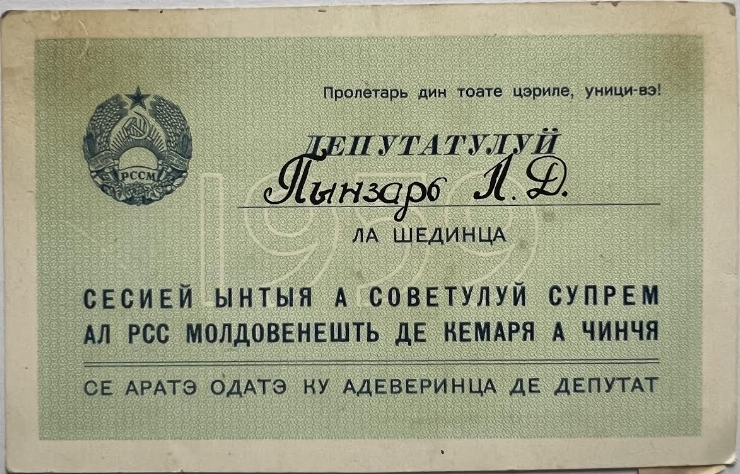 Пролетарь дин тоате цэриле, уници-вэ!
РССМ
ДЕПУТАТУЛУЙ
Пынзарь Л. Д.
1959
ЛА ШЕДИНЦА
СЕСИЕЙ ЫНТЫЯ А СОВЕТУЛУЙ СУПРЕМ
АЛ РСС МОЛДОВЕНЕШТЬ ДЕ КЕМАРЯ А ЧИНЧЯ
СЕ АРАТЭ ОДАТЭ КУ АДЕВЕРИНЦА ДЕ ДЕПУТАТ